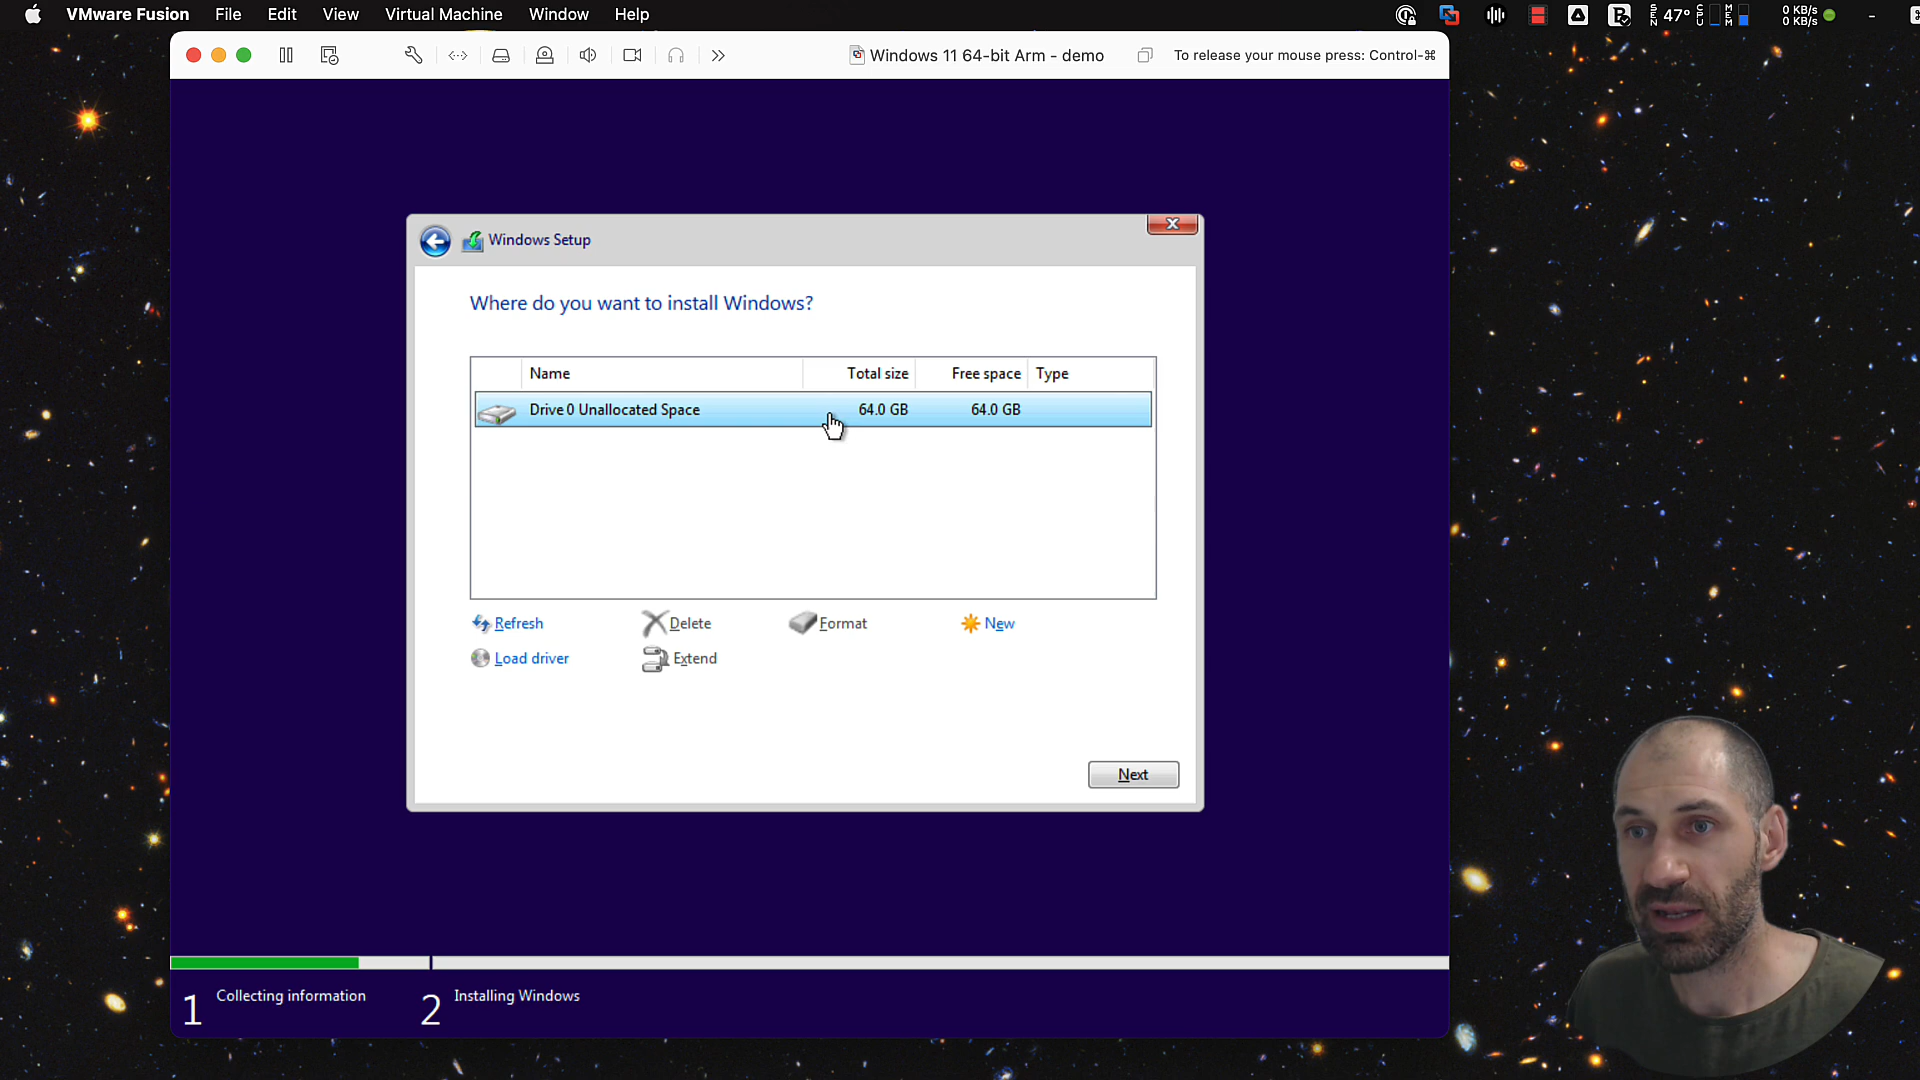 VMware Fusion File Edit View Virtual Machine Window Help
47°
0 KB/s
0 KB/s
Windows 11 64-bit Arm - demo
To release your mouse press: Control-⌘
Windows Setup
Where do you want to install Windows?
Name Total size Free space Type
Drive 0 Unallocated Space 64.0 GB 64.0 GB
Refresh Delete Format New
Load driver Extend
Next
1 Collecting information 2 Installing Windows